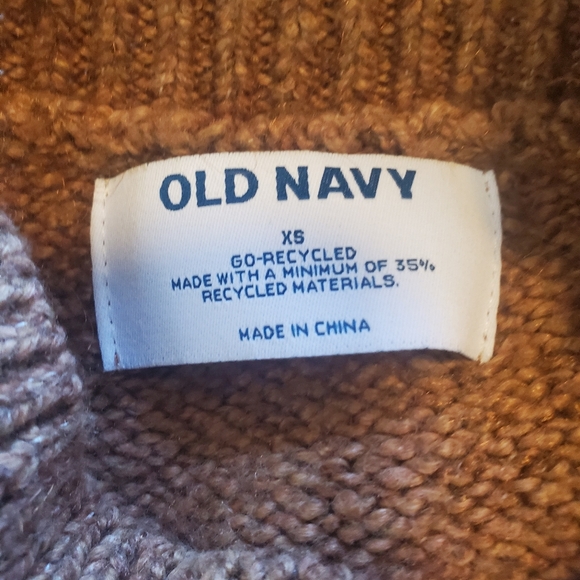 OLD NAVY
XS
GO-RECYCLED
MADE WITH A MINIMUM OF 35%
RECYCLED MATERIALS.
MADE IN CHINA